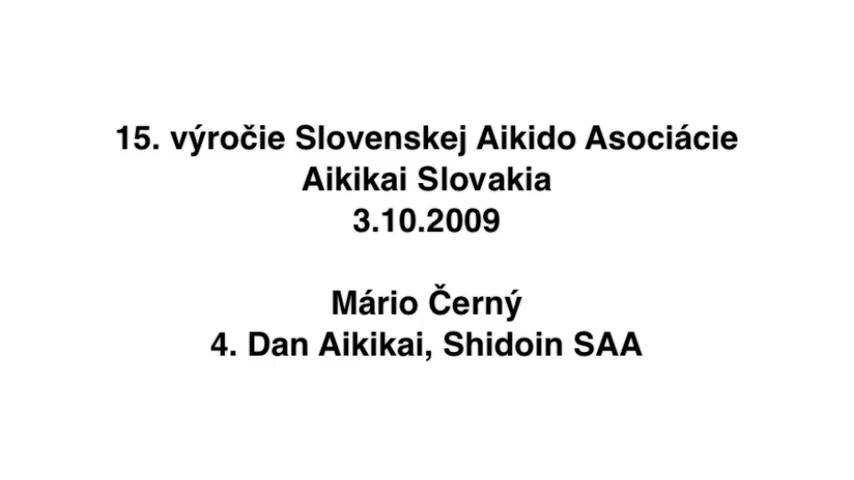 15. výročie Slovenskej Aikido Asociácie
Aikikai Slovakia
3.10.2009
Mário Černý
4. Dan Aikikai, Shidoin SAA